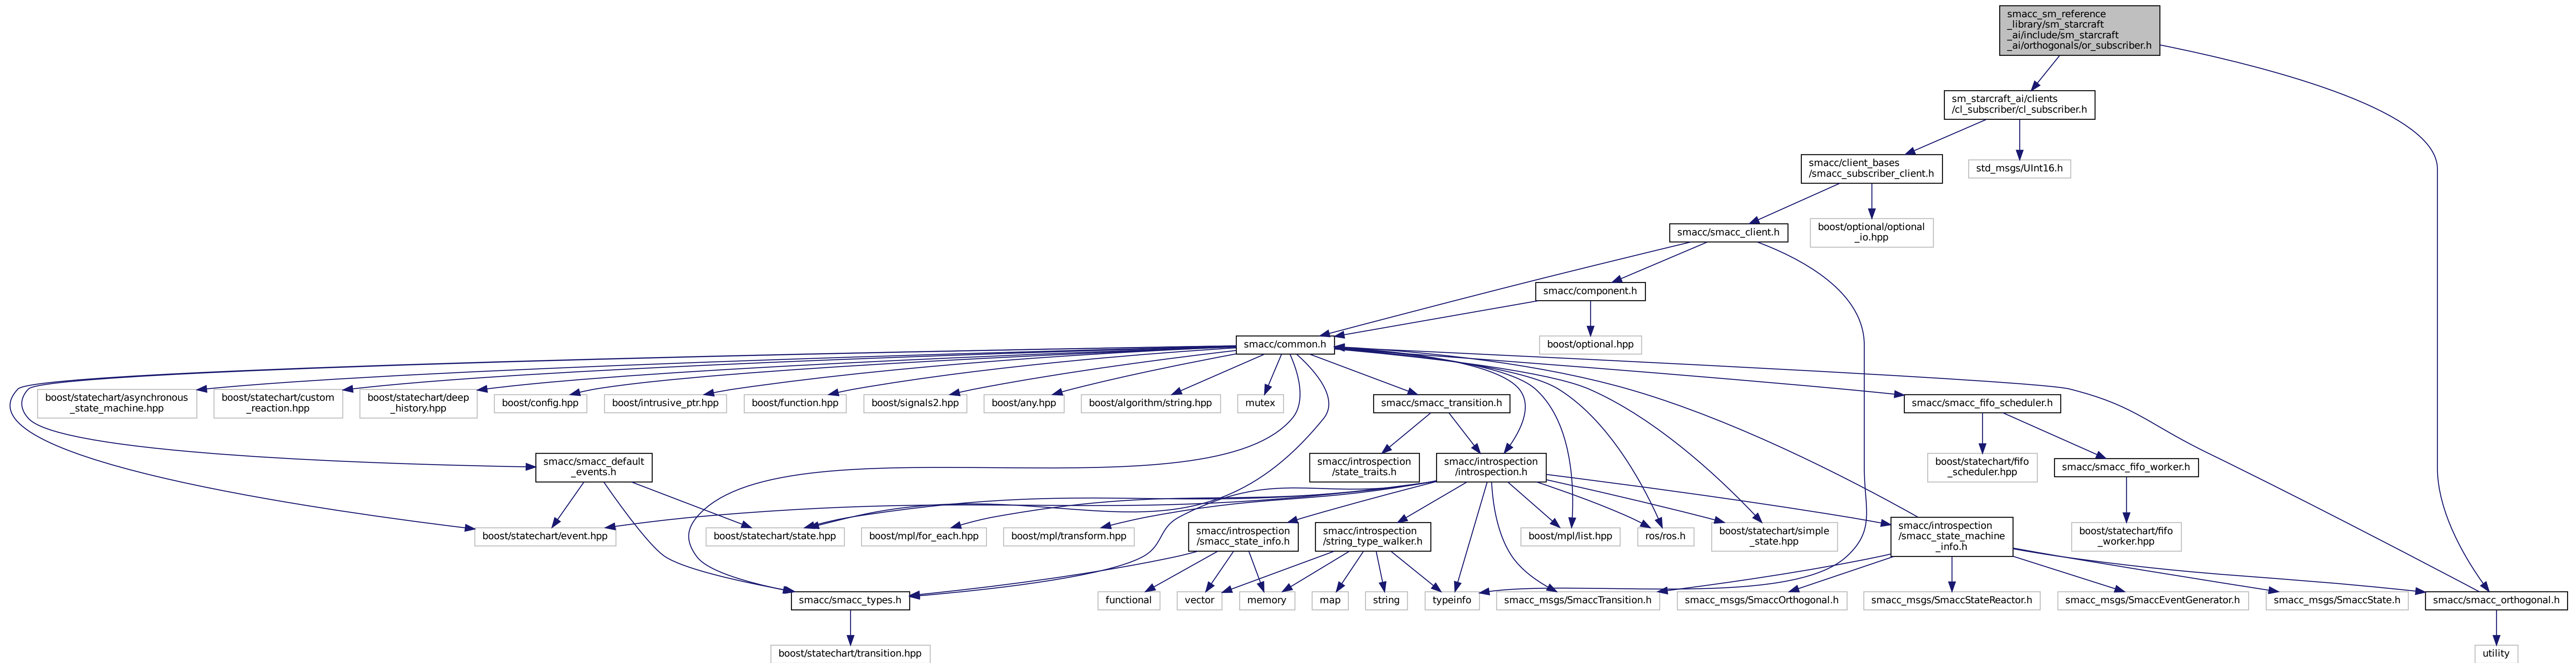 smacc_sm_reference
_library/sm_starcraft
_ai/include/sm_starcraft
_ai/orthogonals/or_subscriber.h
sm_starcraft_ai/clients
/cl_subscriber/cl_subscriber.h
smacc/client_bases
/smacc_subscriber_client.h
std_msgs/UInt16.h
smacc/smacc_client.h
boost/optional/optional
_io.hpp
smacc/component.h
smacc/common.h
boost/optional.hpp
boost/statechart/asynchronous
_state_machine.hpp
boost/statechart/custom
_reaction.hpp
boost/statechart/deep
_history.hpp
boost/config.hpp
boost/intrusive_ptr.hpp
boost/function.hpp
boost/signals2.hpp
boost/any.hpp
boost/algorithm/string.hpp
mutex
smacc/smacc_transition.h
smacc/smacc_fifo_scheduler.h
smacc/smacc_default
_events.h
smacc/introspection
/state_traits.h
smacc/introspection
/introspection.h
boost/statechart/fifo
_scheduler.hpp
smacc/smacc_fifo_worker.h
boost/statechart/event.hpp
boost/statechart/state.hpp
boost/mpl/for_each.hpp
boost/mpl/transform.hpp
smacc/introspection
/smacc_state_info.h
smacc/introspection
/string_type_walker.h
boost/mpl/list.hpp
ros/ros.h
boost/statechart/simple
_state.hpp
smacc/introspection
/smacc_state_machine
_info.h
boost/statechart/fifo
_worker.hpp
smacc/smacc_types.h
functional
vector
memory
map
string
typeinfo
smacc_msgs/SmaccTransition.h
smacc_msgs/SmaccOrthogonal.h
smacc_msgs/SmaccStateReactor.h
smacc_msgs/SmaccEventGenerator.h
smacc_msgs/SmaccState.h
smacc/smacc_orthogonal.h
boost/statechart/transition.hpp
utility